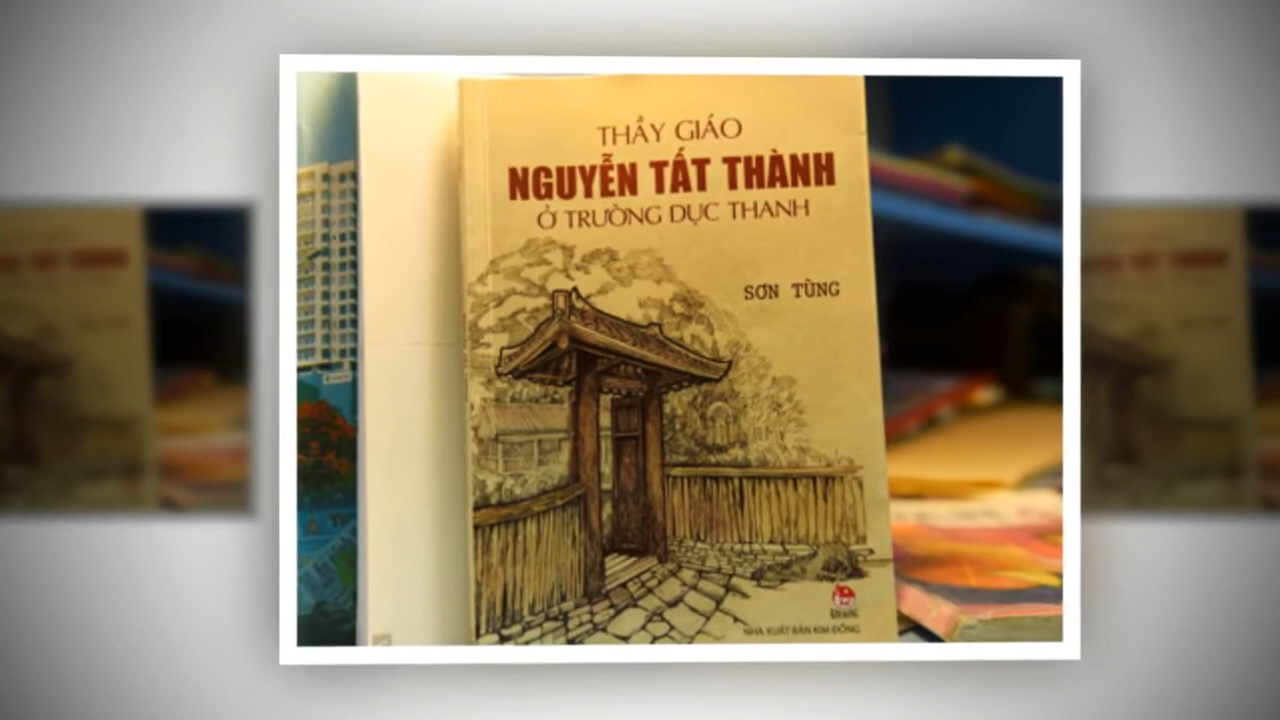 THẦY GIÁO
NGUYỄN TẤT THÀNH
Ở TRƯỜNG DỤC THANH
SƠN TÙNG
NHÀ XUẤT BẢN KIM ĐỒNG